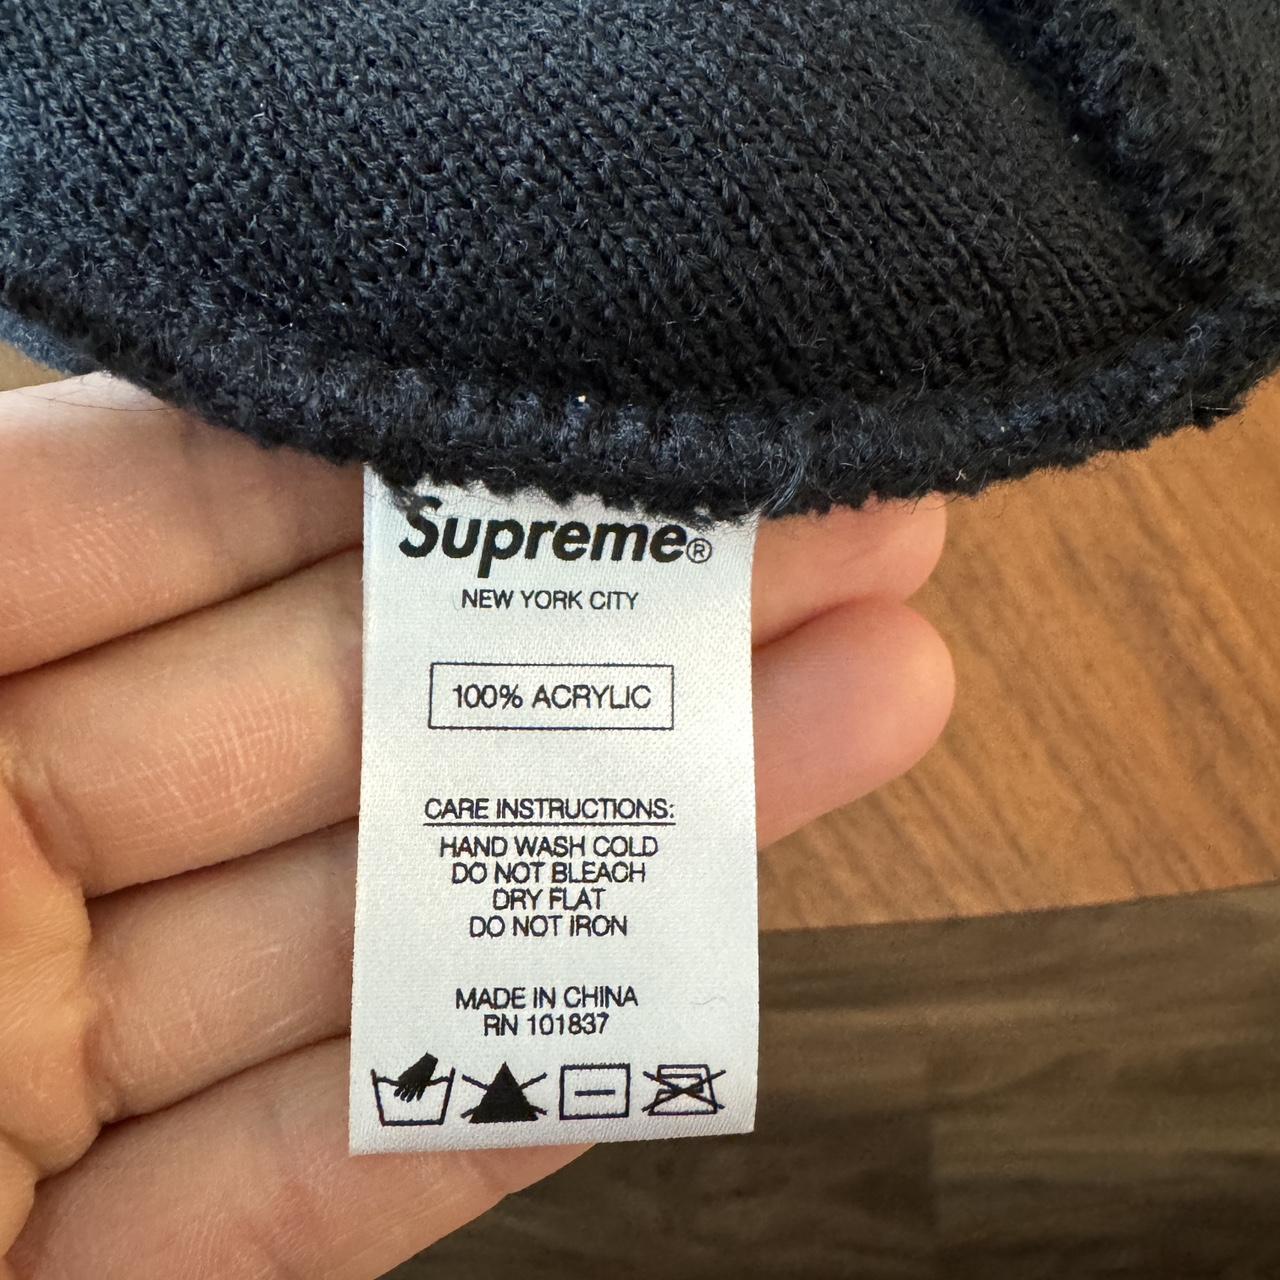 Supreme®
NEW YORK CITY
100% ACRYLIC
CARE INSTRUCTIONS:
HAND WASH COLD
DO NOT BLEACH
DRY FLAT
DO NOT IRON
MADE IN CHINA
RN 101837